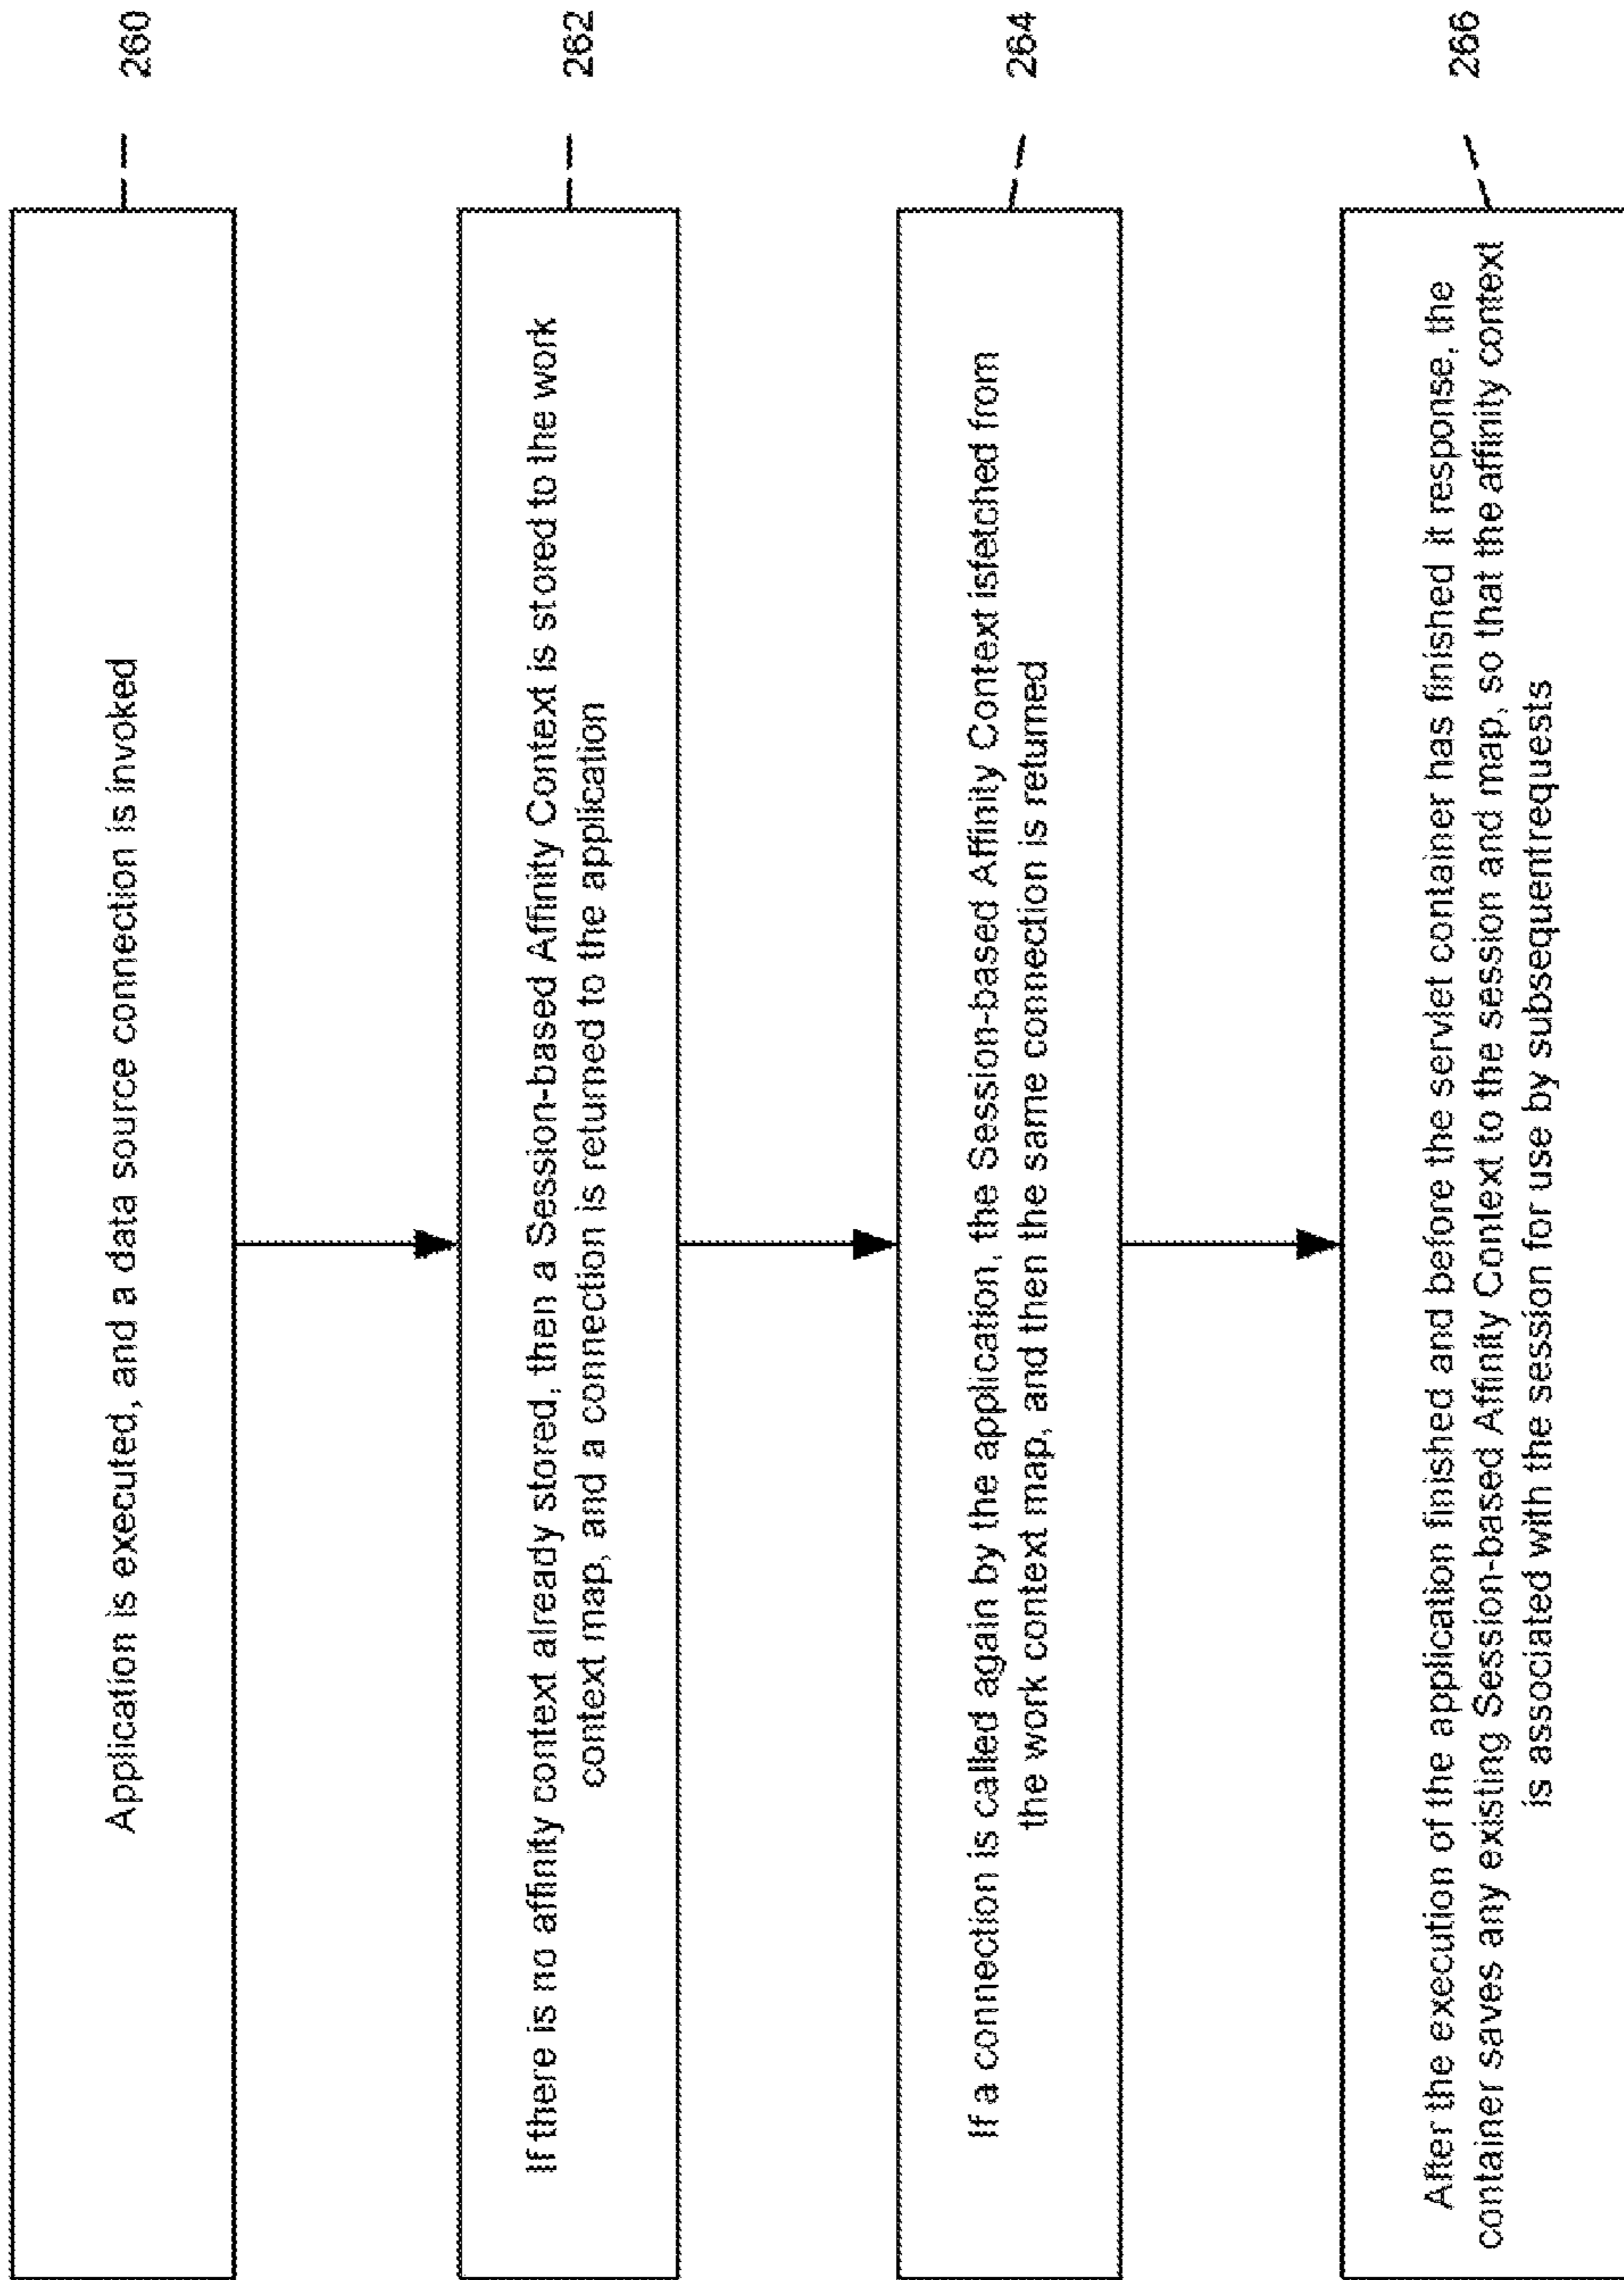 Application is executed, and a data source connection is invoked
260
If there is no affinity context already stored, then a Session-based Affinity Context is stored to the work
context map, and a connection is returned to the application
262
If a connection is called again by the application, the Session-based Affinity Context isfetched from
the work context map, and then the same connection is returned
264
After the execution of the application finished and before the servlet container has finished it response, the
container saves any existing Session-based Affinity Context to the session and map, so that the affinity context
is associated with the session for use by subsequentrequests
266